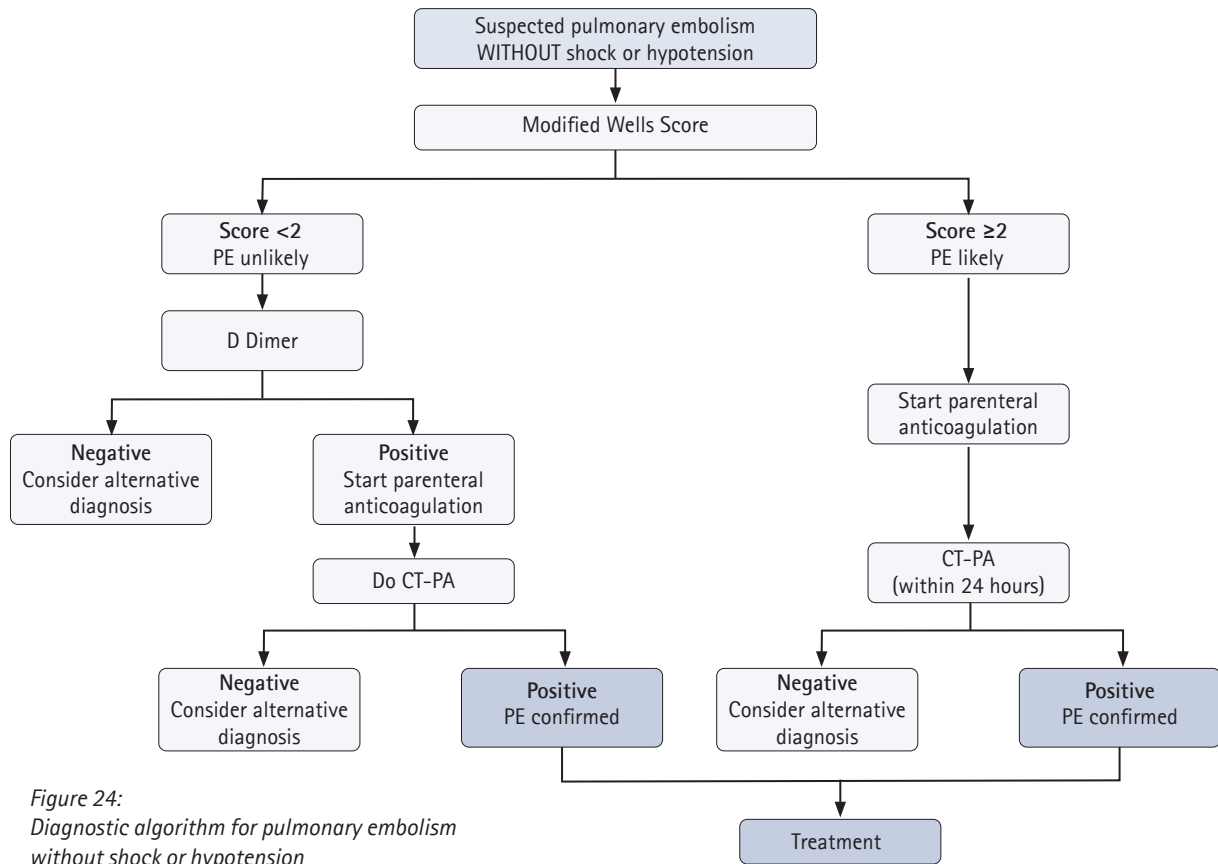 Suspected pulmonary embolism
WITHOUT shock or hypotension
Modified Wells Score
Score <2
PE unlikely
Score ≥2
PE likely
D Dimer
Start parenteral
anticoagulation
Negative
Consider alternative
diagnosis
Positive
Start parenteral
anticoagulation
Do CT-PA
CT-PA
(within 24 hours)
Negative
Consider alternative
diagnosis
Positive
PE confirmed
Negative
Consider alternative
diagnosis
Positive
PE confirmed
Treatment
Figure 24:
Diagnostic algorithm for pulmonary embolism
without shock or hypotension